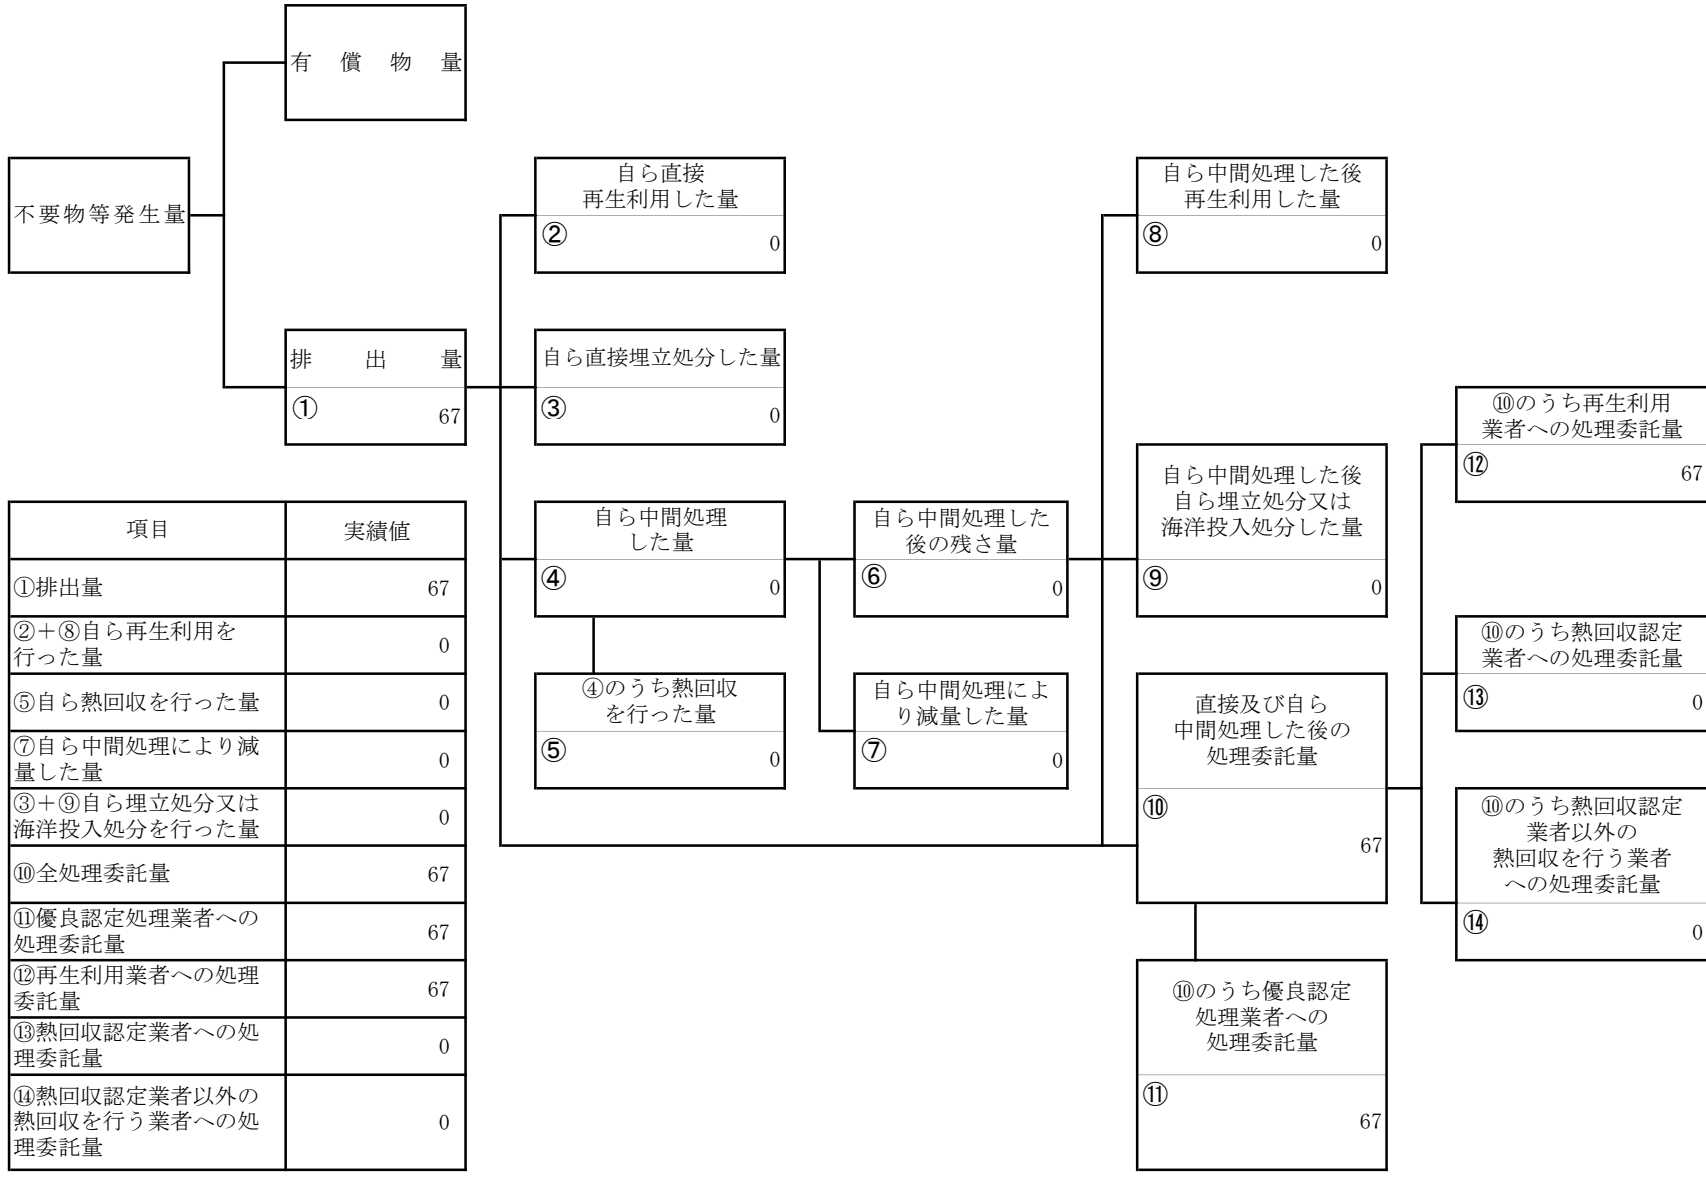 有償物量
不要物等発生量
排出量
① 67
自ら直接
再生利用した量
② 0
自ら直接埋立処分した量
③ 0
自ら中間処理
した量
④ 0
④のうち熱回収
を行った量
⑤ 0
自ら中間処理した
後の残さ量
⑥ 0
自ら中間処理によ
り減量した量
⑦ 0
自ら中間処理した後
再生利用した量
⑧ 0
自ら中間処理した後
自ら埋立処分又は
海洋投入処分した量
⑨ 0
直接及び自ら
中間処理した後の
処理委託量
⑩
67
⑩のうち優良認定
処理業者への
処理委託量
⑪
67
⑩のうち再生利用
業者への処理委託量
⑫ 67
⑩のうち熱回収認定
業者への処理委託量
⑬ 0
⑩のうち熱回収認定
業者以外の
熱回収を行う業者
への処理委託量
⑭ 0
項目 実績値
①排出量 67
②+⑧自ら再生利用を
行った量 0
⑤自ら熱回収を行った量 0
⑦自ら中間処理により減
量した量 0
③+⑨自ら埋立処分又は
海洋投入処分を行った量 0
⑩全処理委託量 67
⑪優良認定処理業者への
処理委託量 67
⑫再生利用業者への処理
委託量 67
⑬熱回収認定業者への処
理委託量 0
⑭熱回収認定業者以外の
熱回収を行う業者への処
理委託量 0